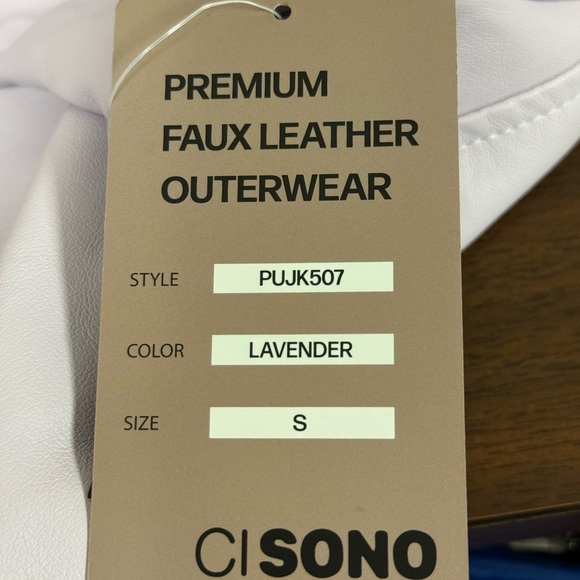 PREMIUM
FAUX LEATHER
OUTERWEAR
STYLE PUJK507
COLOR LAVENDER
SIZE S
CI SONO